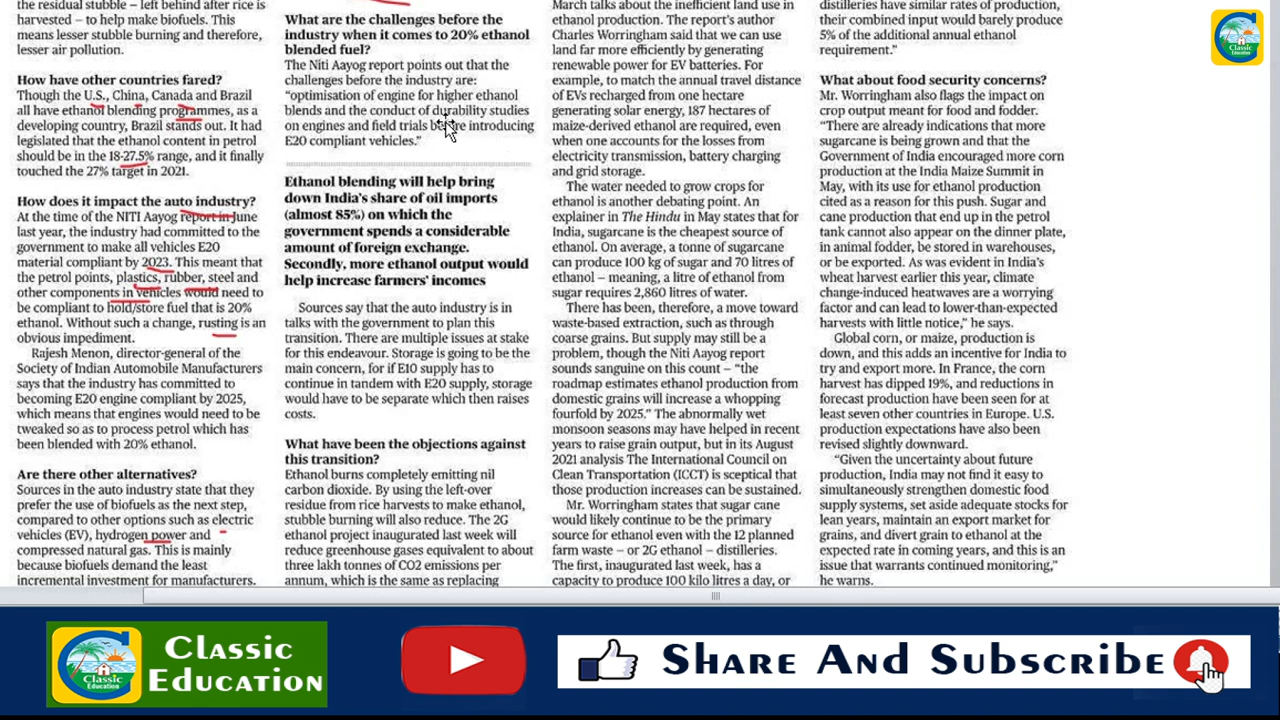 the residual stubble – left behind after rice is
harvested – to help make biofuels. This
means lesser stubble burning and therefore,
lesser air pollution.
How have other countries fared?
Though the U.S., China, Canada and Brazil
all have ethanol blending programmes, as a
developing country, Brazil stands out. It had
legislated that the ethanol content in petrol
should be in the 18-27.5% range, and it finally
touched the 27% target in 2021.
How does it impact the auto industry?
At the time of the NITI Aayog report in June
last year, the industry had committed to the
government to make all vehicles E20
material compliant by 2023. This meant that
the petrol points, plastics, rubber, steel and
other components in vehicles would need to
be compliant to hold/store fuel that is 20%
ethanol. Without such a change, rusting is an
obvious impediment.
Rajesh Menon, director-general of the
Society of Indian Automobile Manufacturers
says that the industry has committed to
becoming E20 engine compliant by 2025,
which means that engines would need to be
tweaked so as to process petrol which has
been blended with 20% ethanol.
Are there other alternatives?
Sources in the auto industry state that they
prefer the use of biofuels as the next step,
compared to other options such as electric
vehicles (EV), hydrogen power and
compressed natural gas. This is mainly
because biofuels demand the least
incremental investment for manufacturers.
What are the challenges before the
industry when it comes to 20% ethanol
blended fuel?
The Niti Aayog report points out that the
challenges before the industry are:
“optimisation of engine for higher ethanol
blends and the conduct of durability studies
on engines and field trials before introducing
E20 compliant vehicles.”
Ethanol blending will help bring
down India’s share of oil imports
(almost 85%) on which the
government spends a considerable
amount of foreign exchange.
Secondly, more ethanol output would
help increase farmers’ incomes
Sources say that the auto industry is in
talks with the government to plan this
transition. There are multiple issues at stake
for this endeavour. Storage is going to be the
main concern, for if E10 supply has to
continue in tandem with E20 supply, storage
would have to be separate which then raises
costs.
What have been the objections against
this transition?
Ethanol burns completely emitting nil
carbon dioxide. By using the left-over
residue from rice harvests to make ethanol,
stubble burning will also reduce. The 2G
ethanol project inaugurated last week will
reduce greenhouse gases equivalent to about
three lakh tonnes of CO2 emissions per
annum, which is the same as replacing
March talks about the inefficient land use in
ethanol production. The report’s author
Charles Worringham said that we can use
land far more efficiently by generating
renewable power for EV batteries. For
example, to match the annual travel distance
of EVs recharged from one hectare
generating solar energy, 187 hectares of
maize-derived ethanol are required, even
when one accounts for the losses from
electricity transmission, battery charging
and grid storage.
The water needed to grow crops for
ethanol is another debating point. An
explainer in The Hindu in May states that for
India, sugarcane is the cheapest source of
ethanol. On average, a tonne of sugarcane
can produce 100 kg of sugar and 70 litres of
ethanol – meaning, a litre of ethanol from
sugar requires 2,860 litres of water.
There has been, therefore, a move toward
waste-based extraction, such as through
coarse grains. But supply may still be a
problem, though the Niti Aayog report
sounds sanguine on this count – “the
roadmap estimates ethanol production from
domestic grains will increase a whopping
fourfold by 2025.” The abnormally wet
monsoon seasons may have helped in recent
years to raise grain output, but in its August
2021 analysis The International Council on
Clean Transportation (ICCT) is sceptical that
those production increases can be sustained.
Mr. Worringham states that sugar cane
would likely continue to be the primary
source for ethanol even with the 12 planned
farm waste – or 2G ethanol – distilleries.
The first, inaugurated last week, has a
capacity to produce 100 kilo litres a day, or
distilleries have similar rates of production,
their combined input would barely produce
5% of the additional annual ethanol
requirement.”
What about food security concerns?
Mr. Worringham also flags the impact on
crop output meant for food and fodder.
“There are already indications that more
sugarcane is being grown and that the
Government of India encouraged more corn
production at the India Maize Summit in
May, with its use for ethanol production
cited as a reason for this push. Sugar and
cane production that end up in the petrol
tank cannot also appear on the dinner plate,
in animal fodder, be stored in warehouses,
or be exported. As was evident in India’s
wheat harvest earlier this year, climate
change-induced heatwaves are a worrying
factor and can lead to lower-than-expected
harvests with little notice,” he says.
Global corn, or maize, production is
down, and this adds an incentive for India to
try and export more. In France, the corn
harvest has dipped 19%, and reductions in
forecast production have been seen for at
least seven other countries in Europe. U.S.
production expectations have also been
revised slightly downward.
“Given the uncertainty about future
production, India may not find it easy to
simultaneously strengthen domestic food
supply systems, set aside adequate stocks for
lean years, maintain an export market for
grains, and divert grain to ethanol at the
expected rate in coming years, and this is an
issue that warrants continued monitoring,”
he warns.
Classic
Education
Classic
Education
Classic
Education
Share And Subscribe